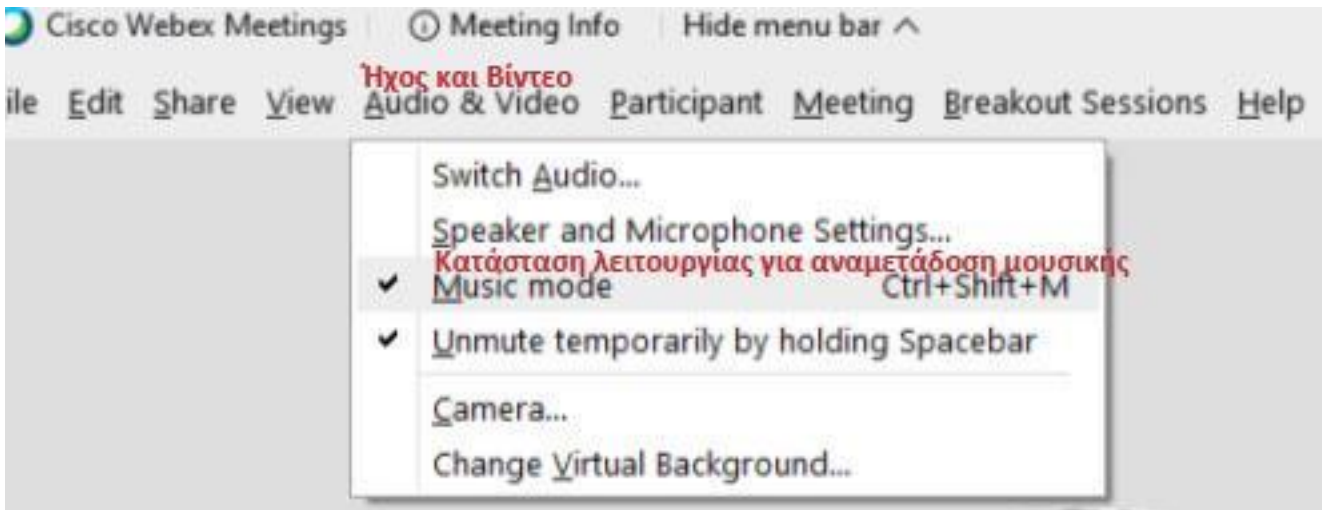 Cisco Webex Meetings Meeting Info Hide menu bar
Ήχος και Βίντεο
ile Edit Share View Audio & Video Participant Meeting Breakout Sessions Help
Switch Audio...
Speaker and Microphone Settings...
Κατάσταση λειτουργίας για αναμετάδοση μουσικής
Music mode Ctrl+Shift+M
Unmute temporarily by holding Spacebar
Camera...
Change Virtual Background...